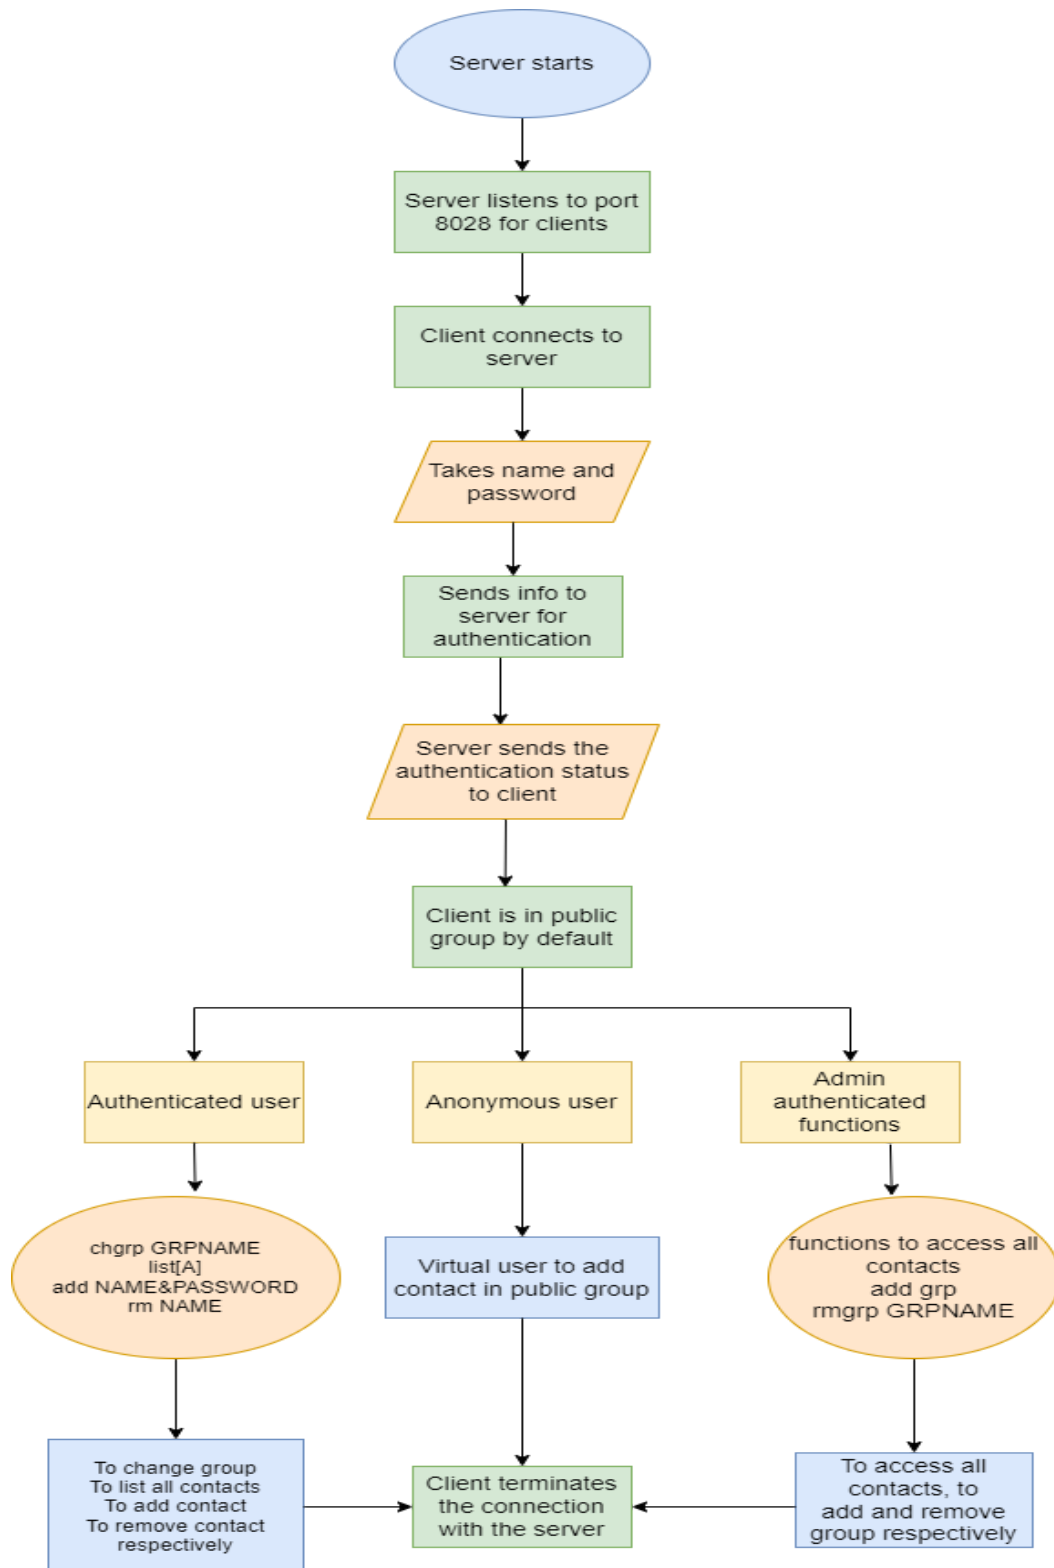 Server starts
Server listens to port
8028 for clients
Client connects to
server
Takes name and
password
Sends info to
server for
authentication
Server sends the
authentication status
to client
Client is in public
group by default
Authenticated user
Anonymous user
Admin
authenticated
functions
chgrp GRPNAME
list[A]
add NAME&PASSWORD
rm NAME
Virtual user to add
contact in public group
functions to access all
contacts
add grp
rmgrp GRPNAME
To change group
To list all contacts
To add contact
To remove contact
respectively
Client terminates
the connection
with the server
To access all
contacts, to
add and remove
group respectively